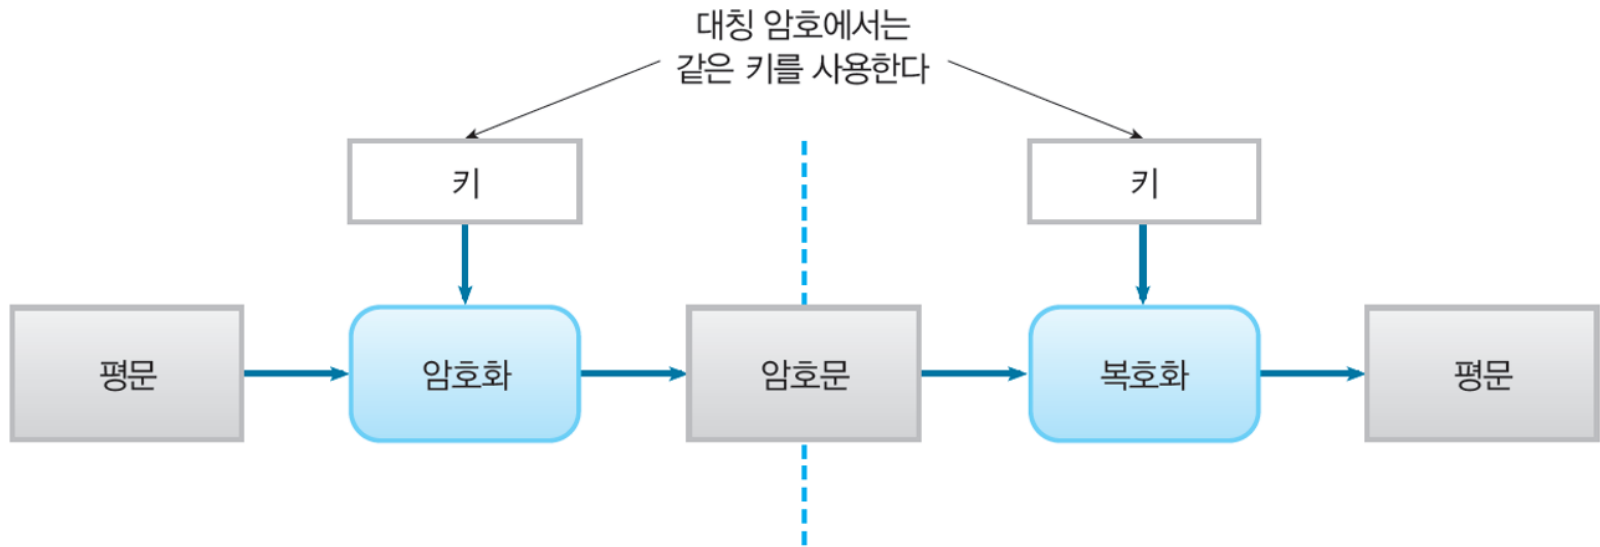 대칭 암호에서는
같은 키를 사용한다
키
키
평문
암호화
암호문
복호화
평문